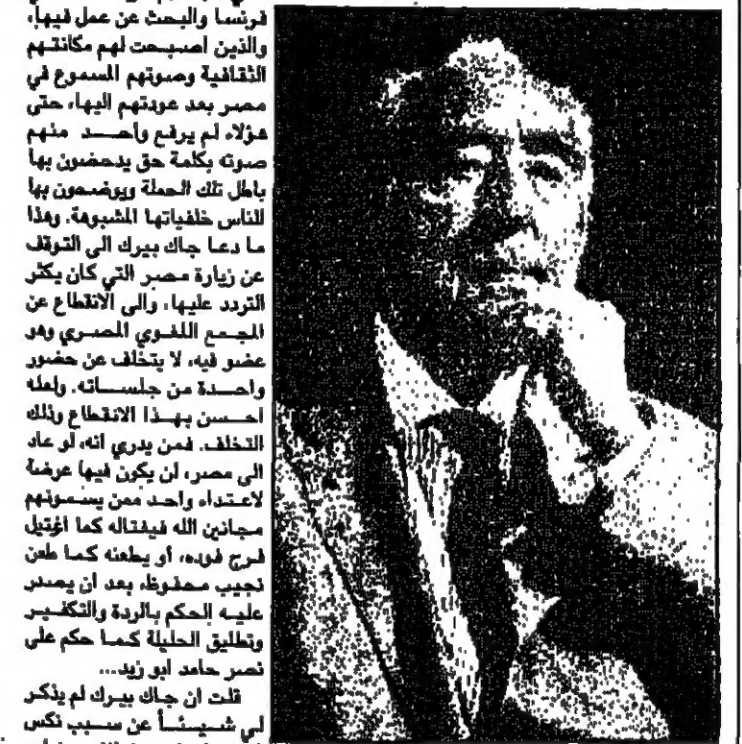 فرنسا والبحث عن عمل فيها،
والذين اصبحت لهم مكانتهم
الثقافية وصوتهم المسموع في
مصر بعد عودتهم اليها، حتى
هؤلاء لم يرفع واحد منهم
صوته بكلمة حق يدحضون بها
باطل تلك الحملة ويوضحون بها
للناس خلفياتها المشبوهة. وهذا
ما دعا جاك بيرك الى التوقف
عن زيارة مصر التي كان يكثر
التردد عليها، والى الانقطاع عن
المجمع اللغوي المصري وهو
عضو فيه، لا يتخلف عن حضور
واحدة من جلساته. ولعله
احسن بهذا الانقطاع وذلك
التخلف. فمن يدري انه، لو عاد
الى مصر، لن يكون فيها عرضة
لاعتداء واحد ممن يسمونهم
مجانين الله فيغتاله كما اغتيل
فرج فوده، أو يطعنه كما طعن
نجيب محفوظ، بعد ان يصدر
عليه الحكم بالردة والتكفير
وتطليق الحليلة كما حكم على
نصر حامد ابو زيد...
قلت ان جاك بيرك لم يذكر
لي شيئاً عن سبب نكس